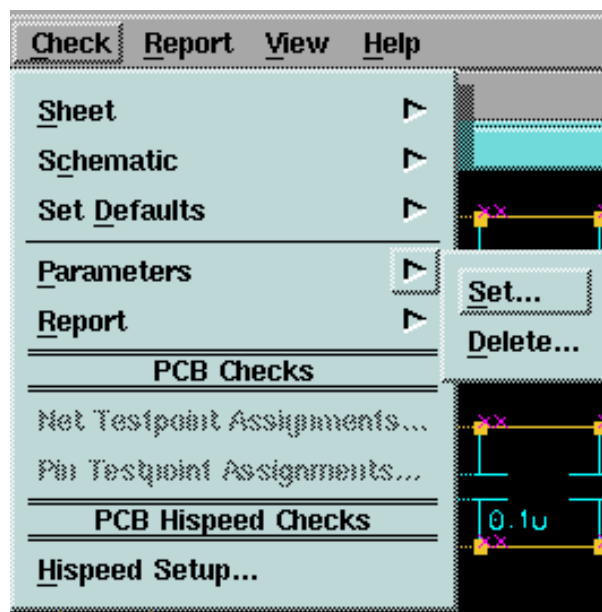 Check Report View Help
Sheet
Schematic
Set Defaults
Parameters
Set...
Report
Delete...
PCB Checks
Net Testpoint Assignments...
Pin Testpoint Assignments...
PCB Hispeed Checks
0.1u
Hispeed Setup...